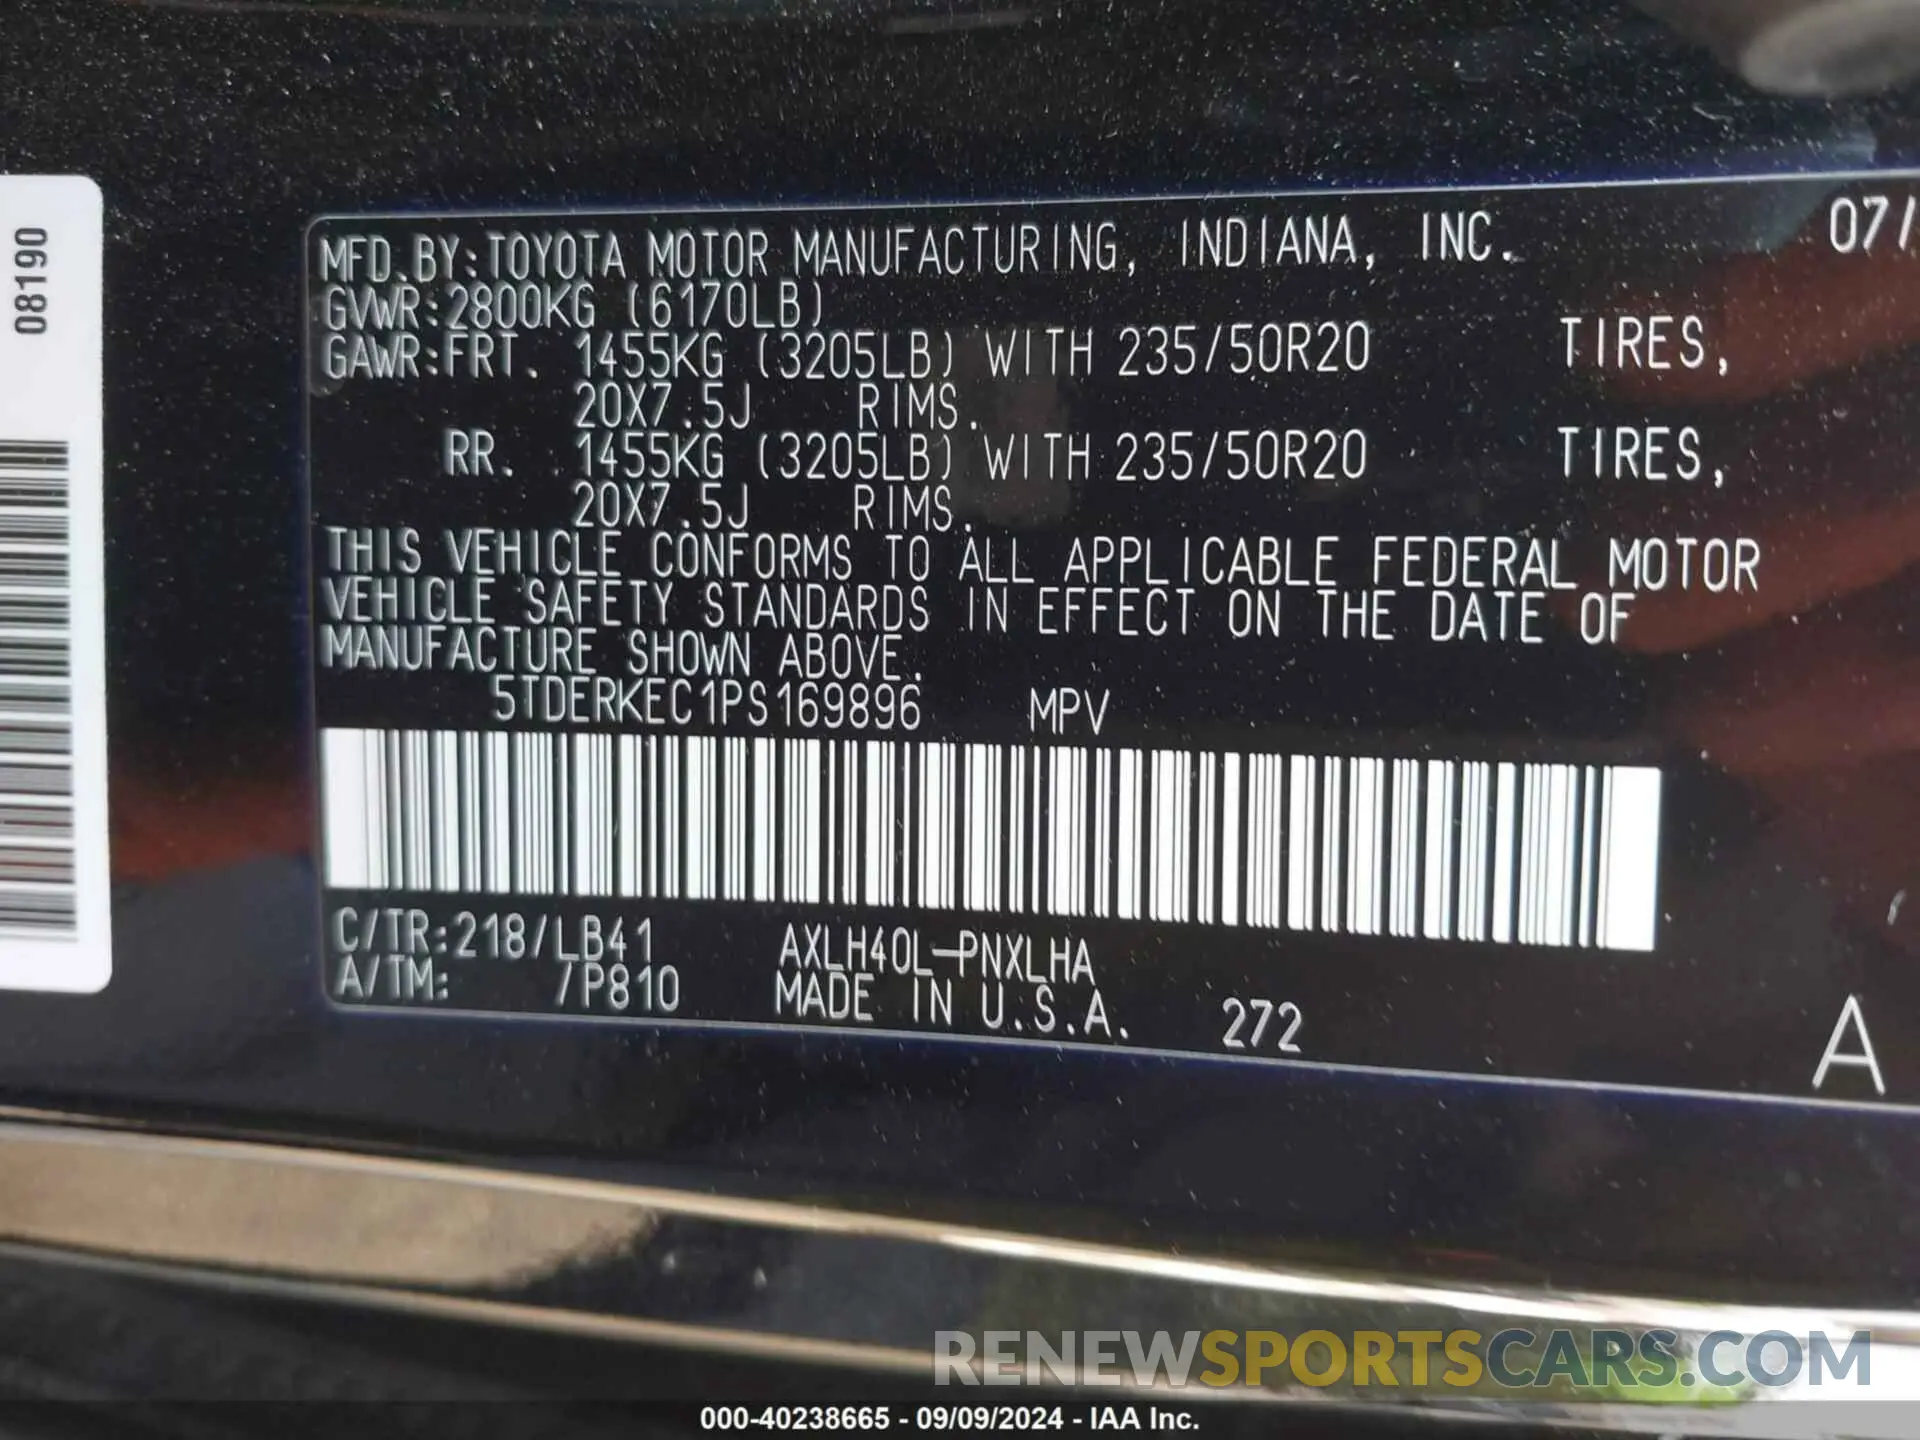 08190
MFD.BY:TOYOTA MOTOR MANUFACTURING, INDIANA, INC. 07/
GVWR:2800KG (6170LB)
GAWR:FRT. 1455KG (3205LB) WITH 235/50R20 TIRES,
20X7.5J RIMS.
RR. 1455KG (3205LB) WITH 235/50R20 TIRES,
20X7.5J RIMS.
THIS VEHICLE CONFORMS TO ALL APPLICABLE FEDERAL MOTOR
VEHICLE SAFETY STANDARDS IN EFFECT ON THE DATE OF
MANUFACTURE SHOWN ABOVE.
5TDERKEC1PS169896 MPV
C/TR:218/LB41 AXLH40L-PNXLHA
A/TM: /P810 MADE IN U.S.A. 272
A
RENEWSPORTSCARS.COM
000-40238665 - 09/09/2024 - IAA Inc.